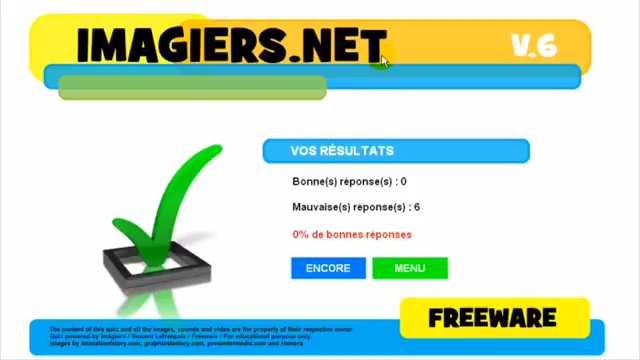 IMAGIERS.NET
V.6
VOS RÉSULTATS
Bonne(s) réponse(s) : 0
Mauvaise(s) réponse(s) : 6
0% de bonnes réponses
ENCORE
MENU
FREEWARE
The content of this quiz and all the images, sounds and video are the property of their respective owner.
Quiz powered by Imagiers / Vincent Lefrançois / Freeware / For educational purpose only.
Images by Animationfactory.com, graphicsfactory.com, presentermedia.com and Hemera.